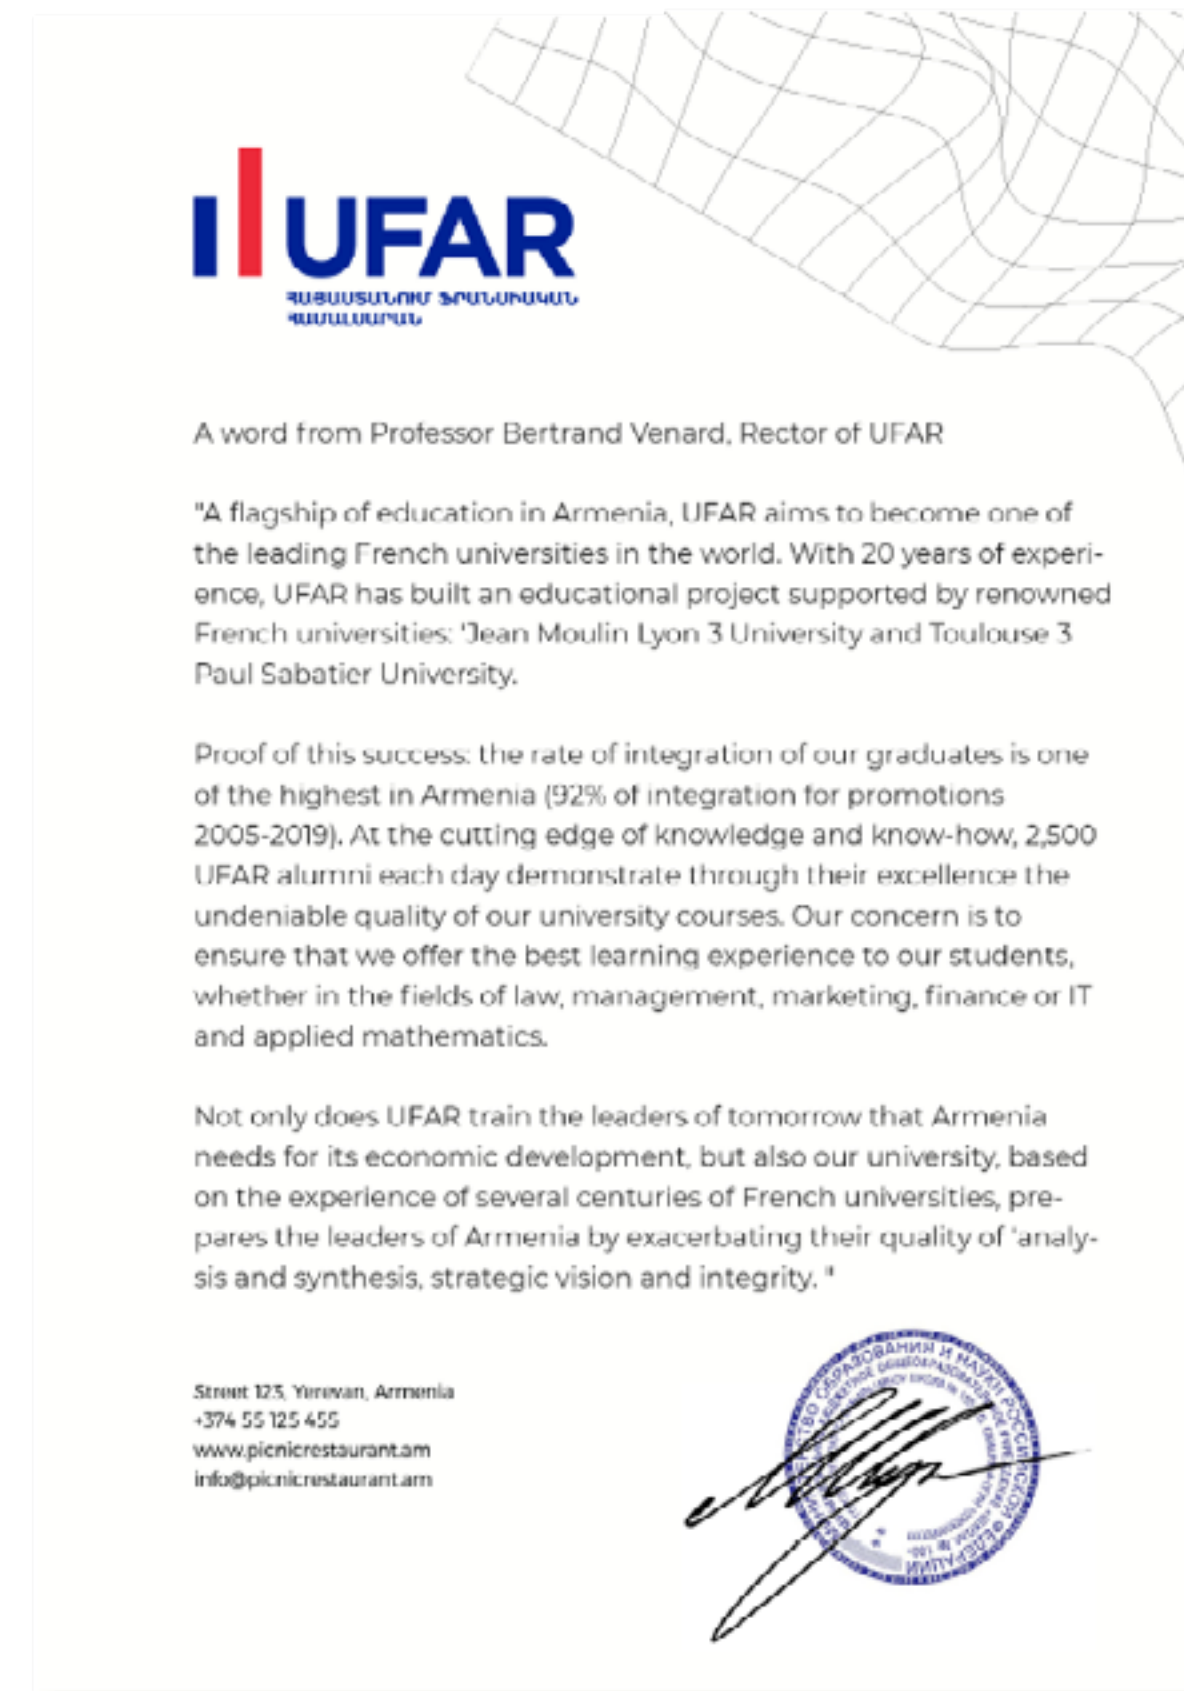 UFAR
ՀԱՅԱՍՏԱՆՈՒՄ ՖՐԱՆՍԻԱԿԱՆ
ՀԱՄԱԼՍԱՐԱՆ
A word from Professor Bertrand Venard, Rector of UFAR
"A flagship of education in Armenia, UFAR aims to become one of
the leading French universities in the world. With 20 years of experi-
ence, UFAR has built an educational project supported by renowned
French universities: 'Jean Moulin Lyon 3 University and Toulouse 3
Paul Sabatier University.
Proof of this success: the rate of integration of our graduates is one
of the highest in Armenia (92% of integration for promotions
2005-2019). At the cutting edge of knowledge and know-how, 2,500
UFAR alumni each day demonstrate through their excellence the
undeniable quality of our university courses. Our concern is to
ensure that we offer the best learning experience to our students,
whether in the fields of law, management, marketing, finance or IT
and applied mathematics.
Not only does UFAR train the leaders of tomorrow that Armenia
needs for its economic development, but also our university, based
on the experience of several centuries of French universities, pre-
pares the leaders of Armenia by exacerbating their quality of 'analy-
sis and synthesis, strategic vision and integrity. "
Street 123, Yerevan, Armenia
+374 55 125 455
www.picnicrestaurant.am
info@picnicrestaurant.am
ОБРАЗОВАНИЯ И НАУКИ РОССИЙСКОЙ ФЕДЕРАЦИИ